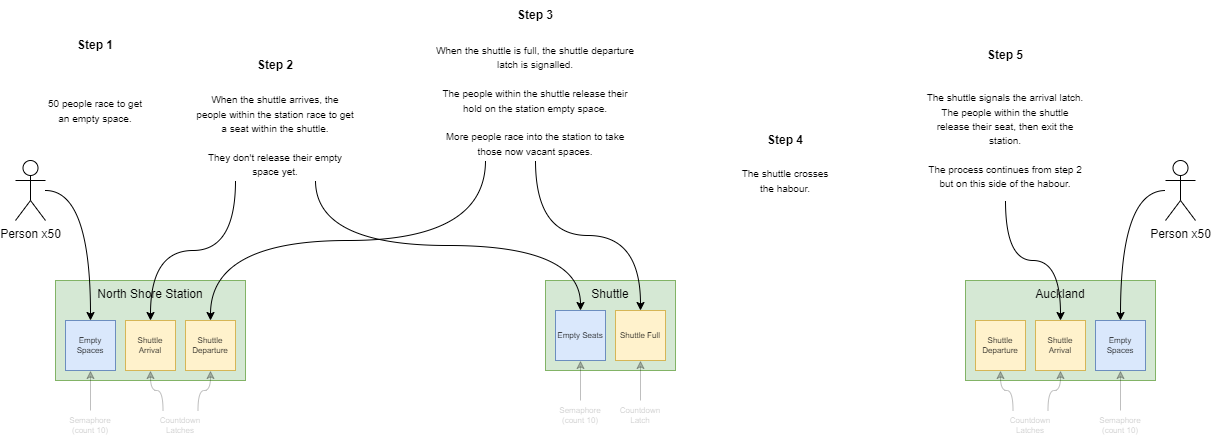 Step 1
50 people race to get
an empty space.
Person x50
Step 2
When the shuttle arrives, the
people within the station race to get
a seat within the shuttle.
They don't release their empty
space yet.
Step 3
When the shuttle is full, the shuttle departure
latch is signalled.
The people within the shuttle release their
hold on the station empty space.
More people race into the station to take
those now vacant spaces.
Step 4
The shuttle crosses
the habour.
Step 5
The shuttle signals the arrival latch.
The people within the shuttle
release their seat, then exit the
station.
The process continues from step 2
but on this side of the habour.
Person x50
North Shore Station
Empty
Spaces
Shuttle
Arrival
Shuttle
Departure
Semaphore
(count 10)
Countdown
Latches
Shuttle
Empty Seats
Shuttle Full
Semaphore
(count 10)
Countdown
Latch
Auckland
Shuttle
Departure
Shuttle
Arrival
Empty
Spaces
Countdown
Latches
Semaphore
(count 10)